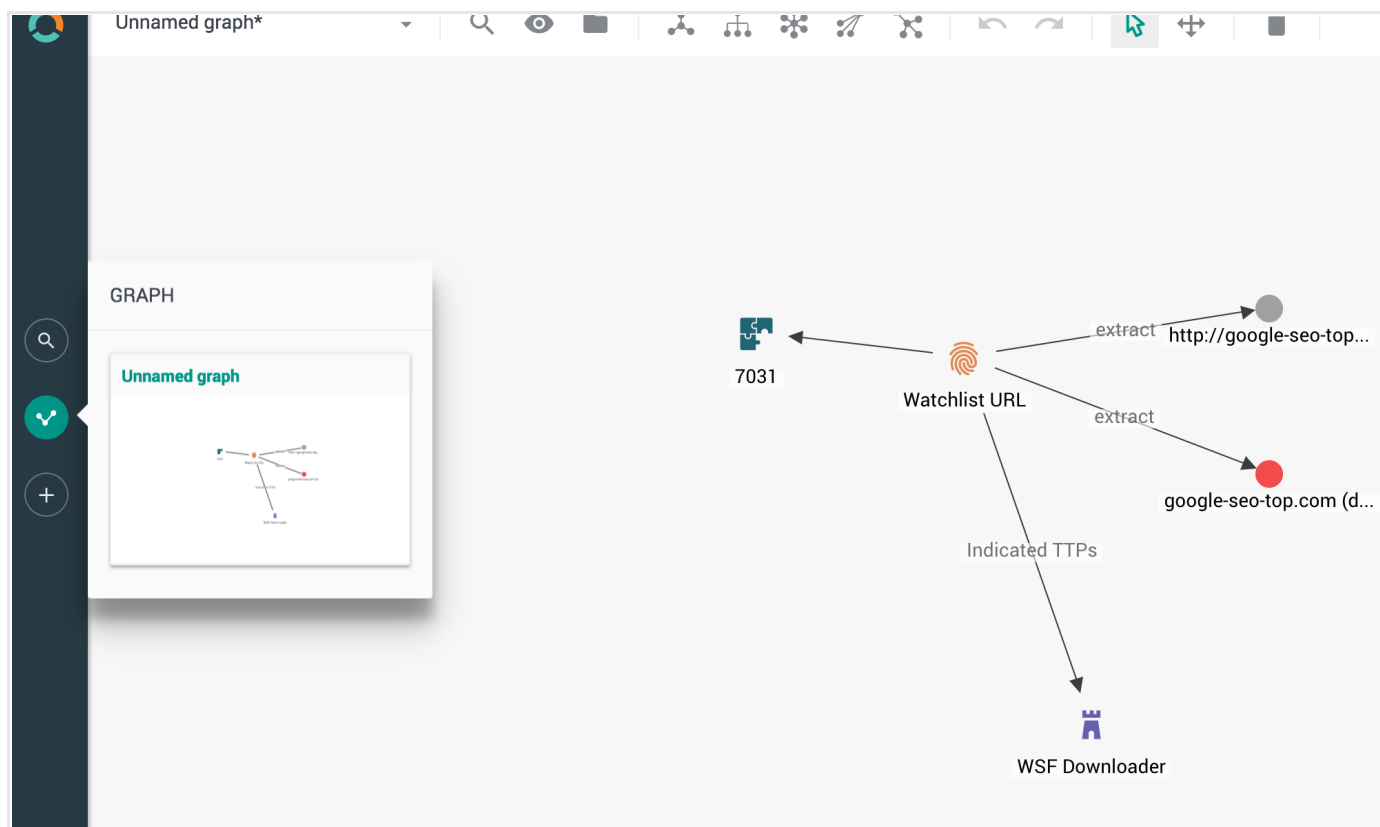 Unnamed graph*
GRAPH
Unnamed graph
7031
Watchlist URL
extract
http://google-seo-top...
extract
google-seo-top.com (d...
Indicated TTPs
WSF Downloader